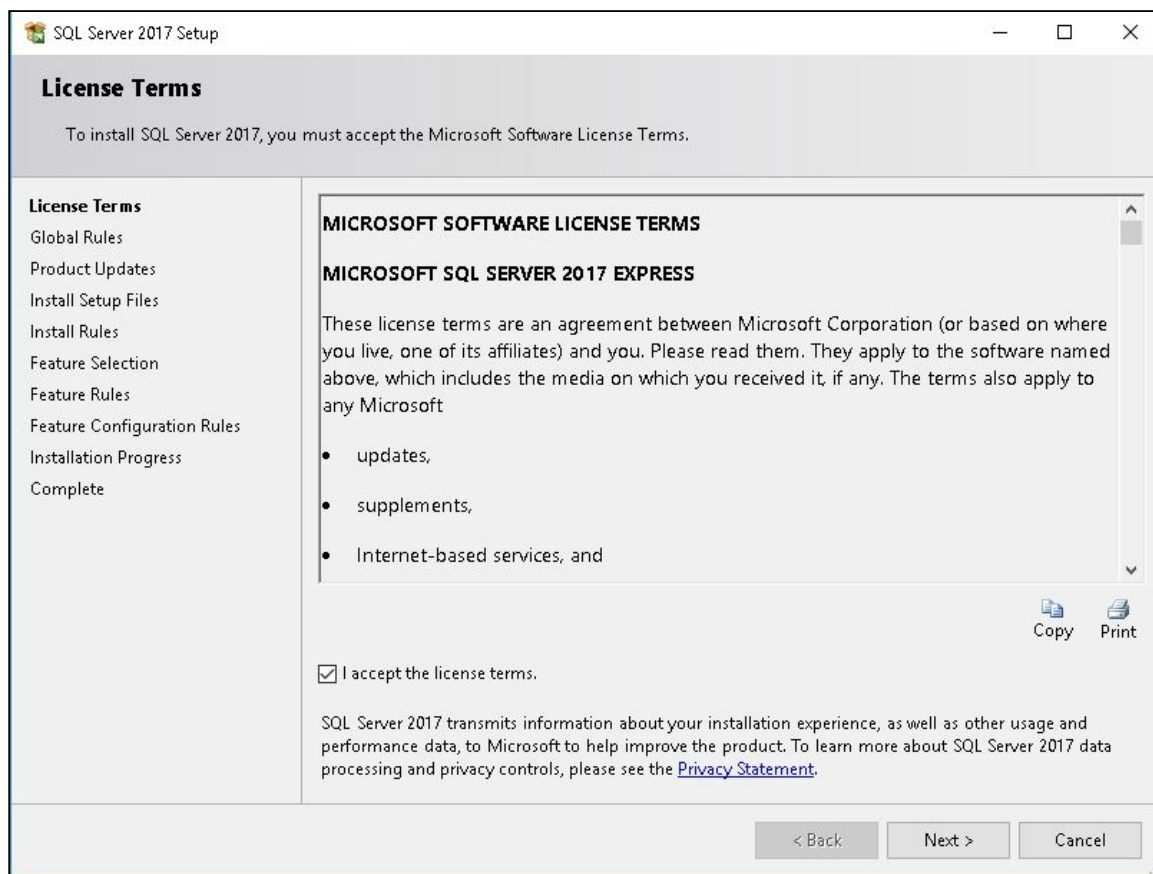 SQL Server 2017 Setup
License Terms
To install SQL Server 2017, you must accept the Microsoft Software License Terms.
License Terms
Global Rules
Product Updates
Install Setup Files
Install Rules
Feature Selection
Feature Rules
Feature Configuration Rules
Installation Progress
Complete
MICROSOFT SOFTWARE LICENSE TERMS
MICROSOFT SQL SERVER 2017 EXPRESS
These license terms are an agreement between Microsoft Corporation (or based on where
you live, one of its affiliates) and you. Please read them. They apply to the software named
above, which includes the media on which you received it, if any. The terms also apply to
any Microsoft
• updates,
• supplements,
• Internet-based services, and
Copy Print
I accept the license terms.
SQL Server 2017 transmits information about your installation experience, as well as other usage and
performance data, to Microsoft to help improve the product. To learn more about SQL Server 2017 data
processing and privacy controls, please see the Privacy Statement.
< Back Next > Cancel